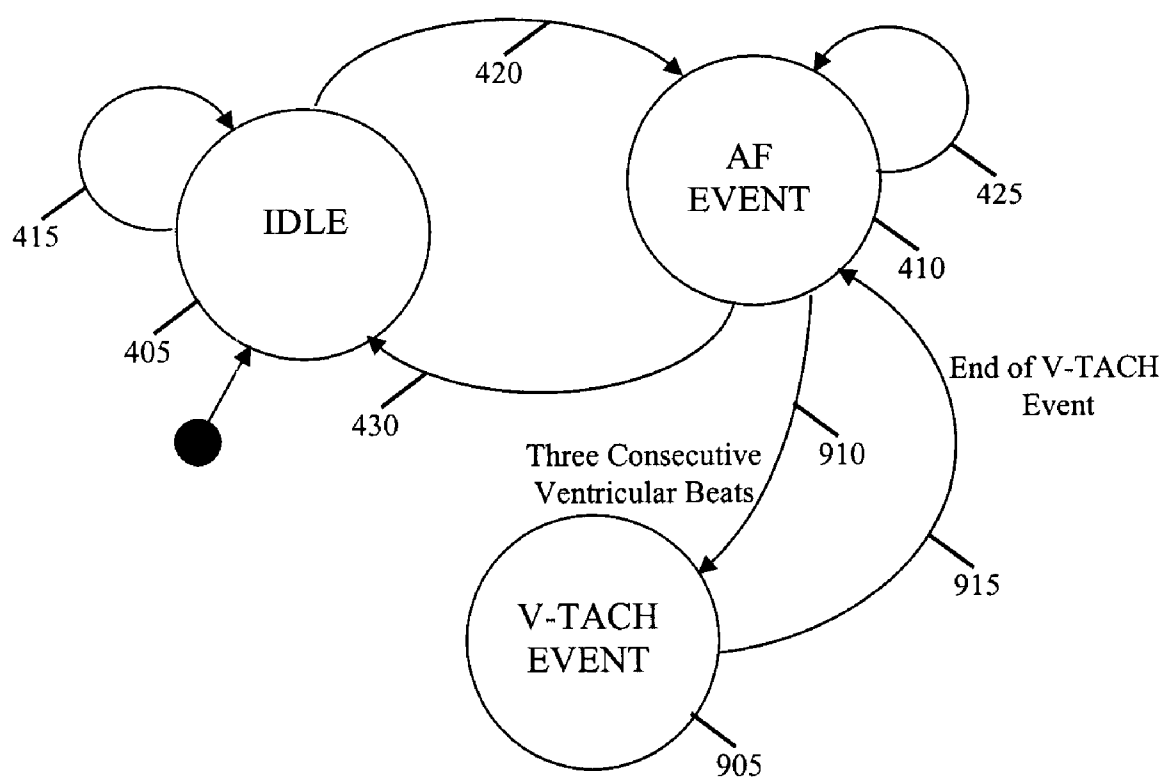 420
AF
EVENT
425
415
IDLE
410
405
End of V-TACH
Event
430
910
Three Consecutive
Ventricular Beats
915
V-TACH
EVENT
905